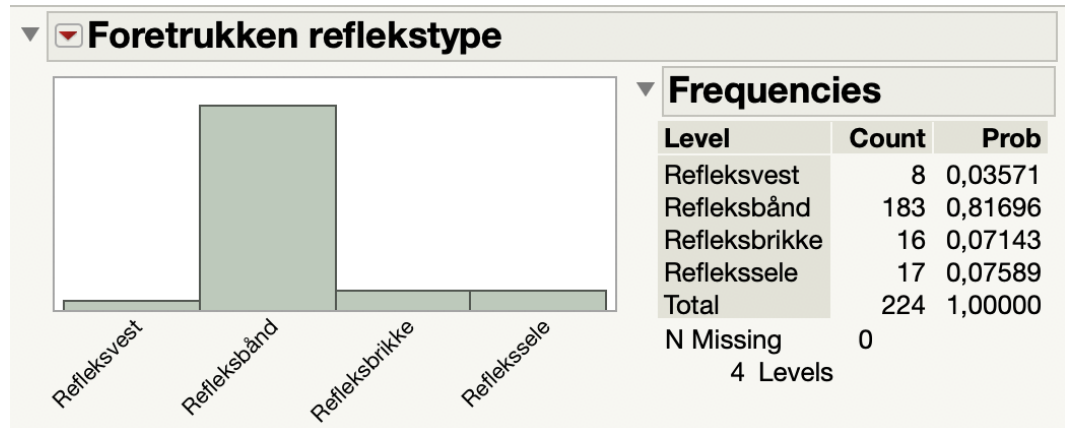 Foretrukken reflekstype
Refleksvest
Refleksbånd
Refleksbrikke
Reflekssele
Frequencies
Level Count Prob
Refleksvest 8 0,03571
Refleksbånd 183 0,81696
Refleksbrikke 16 0,07143
Reflekssele 17 0,07589
Total 224 1,00000
N Missing 0
4 Levels